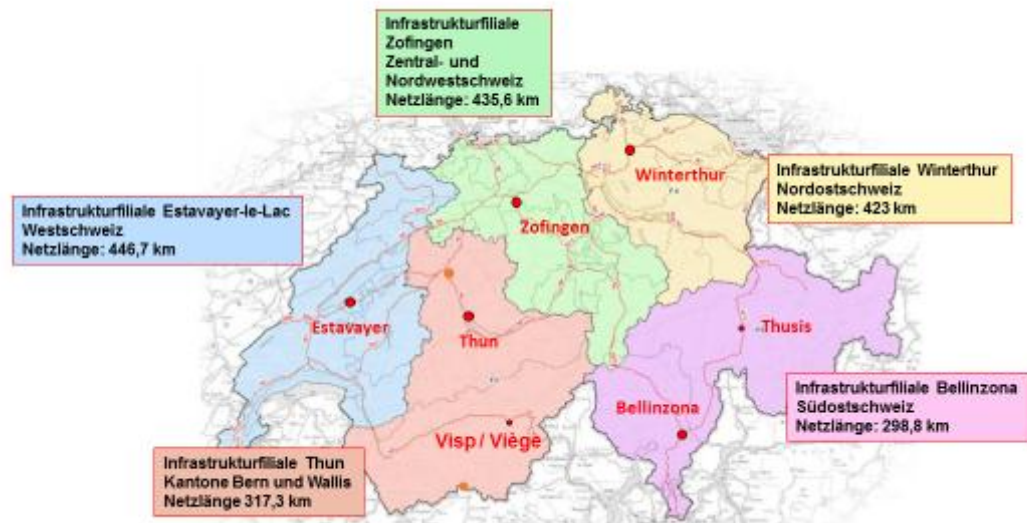 Infrastrukturfiliale
Zofingen
Zentral- und
Nordwestschweiz
Netzlänge: 435,6 km
Winterthur
Infrastrukturfiliale Winterthur
Nordostschweiz
Netzlänge: 423 km
Infrastrukturfiliale Estavayer-le-Lac
Westschweiz
Netzlänge: 446,7 km
Zofingen
Estavayer
Thun
Thusis
Infrastrukturfiliale Bellinzona
Südostschweiz
Netzlänge: 298,8 km
Bellinzona
Visp / Viège
Infrastrukturfiliale Thun
Kantone Bern und Wallis
Netzlänge 317,3 km